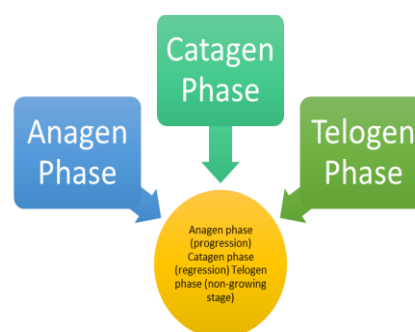 Catagen
Phase
Anagen
Phase
Telogen
Phase
Anagen phase
(progression)
Catagen phase
(regression) Telogen
phase (non-growing
stage)